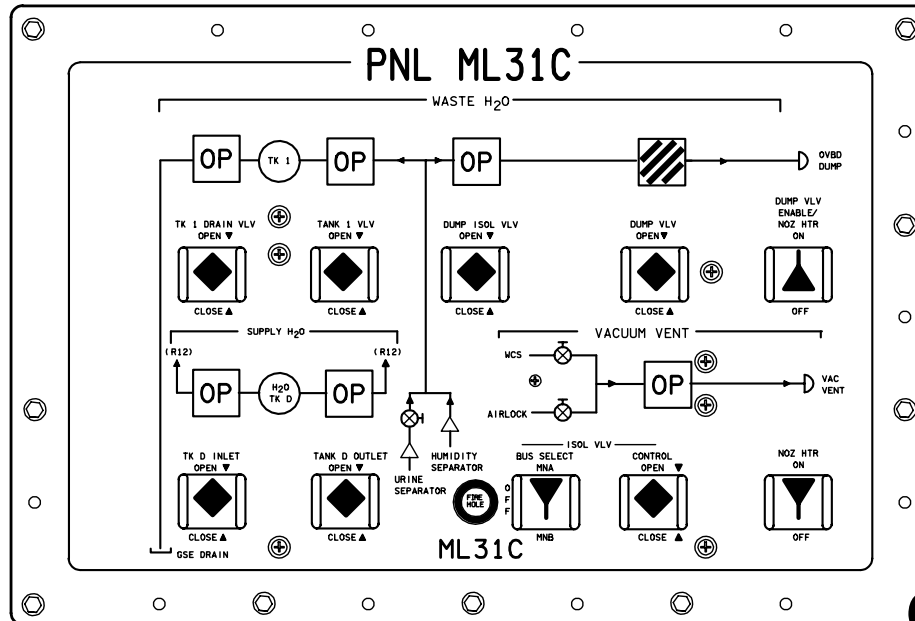 PNL ML31C
WASTE H2O
OP
TK 1
OP
OP
OVBD
DUMP
TK 1 DRAIN VLV
OPEN ▼
CLOSE ▲
TANK 1 VLV
OPEN ▼
CLOSE ▲
DUMP ISOL VLV
OPEN ▼
CLOSE ▲
DUMP VLV
OPEN ▼
CLOSE ▲
DUMP VLV
ENABLE/
NOZ HTR
ON
OFF
SUPPLY H2O
(R12)
(R12)
OP
H2O
TK D
OP
VACUUM VENT
WCS
AIRLOCK
OP
VAC
VENT
TK D INLET
OPEN ▼
CLOSE ▲
TANK D OUTLET
OPEN ▼
CLOSE ▲
URINE
SEPARATOR
HUMIDITY
SEPARATOR
FIRE
HOLE
ISOL VLV
BUS SELECT
MNA
OFF
MNB
CONTROL
OPEN ▼
CLOSE ▲
NOZ HTR
ON
OFF
GSE DRAIN
ML31C